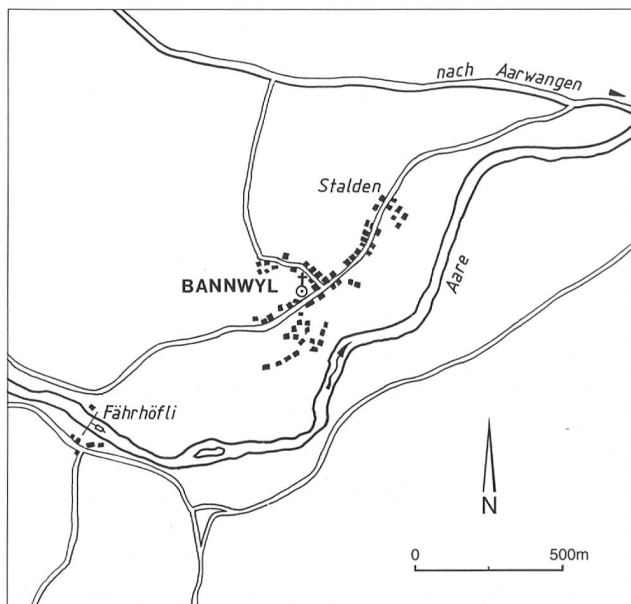 nach Aarwangen
Stalden
BANNWYL
Aare
Fährhöfli
N
0 500m